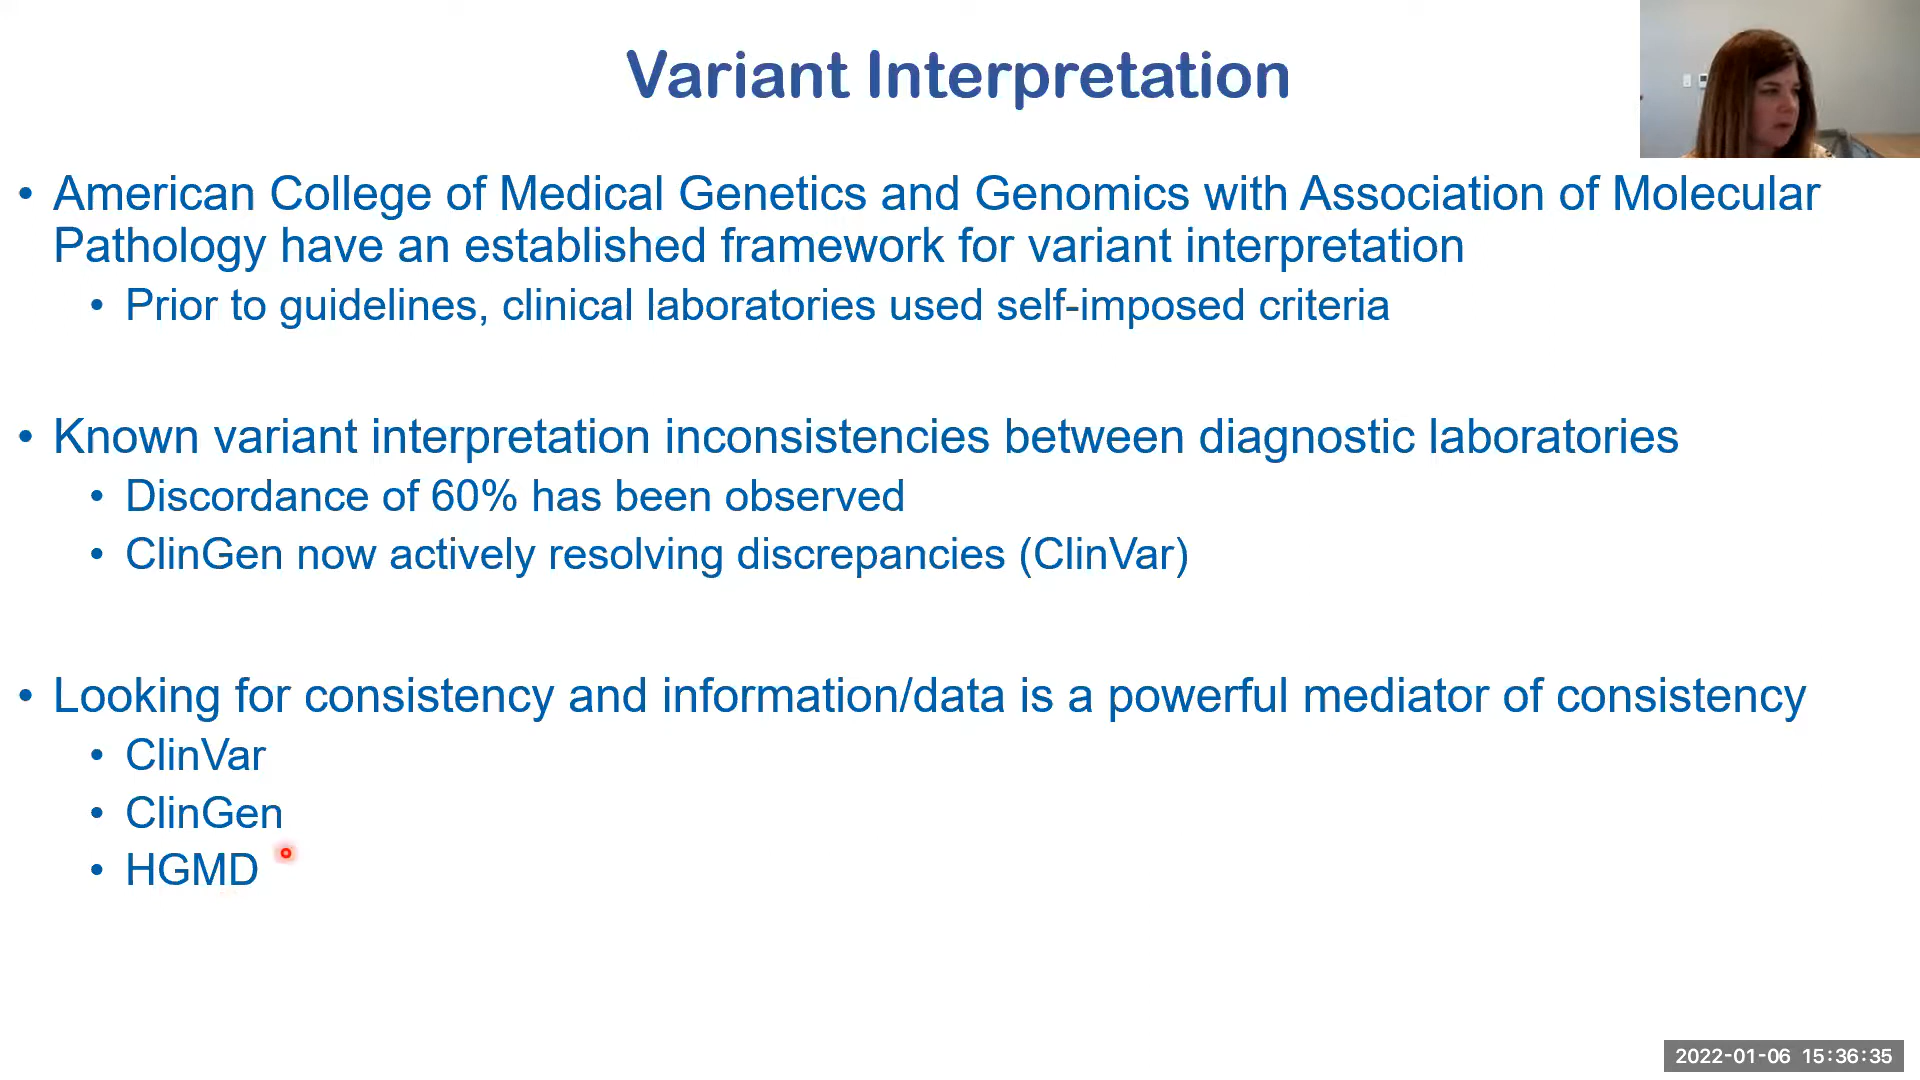 Variant Interpretation
• American College of Medical Genetics and Genomics with Association of Molecular
Pathology have an established framework for variant interpretation
• Prior to guidelines, clinical laboratories used self-imposed criteria
• Known variant interpretation inconsistencies between diagnostic laboratories
• Discordance of 60% has been observed
• ClinGen now actively resolving discrepancies (ClinVar)
• Looking for consistency and information/data is a powerful mediator of consistency
• ClinVar
• ClinGen
• HGMD
2022-01-06 15:36:35